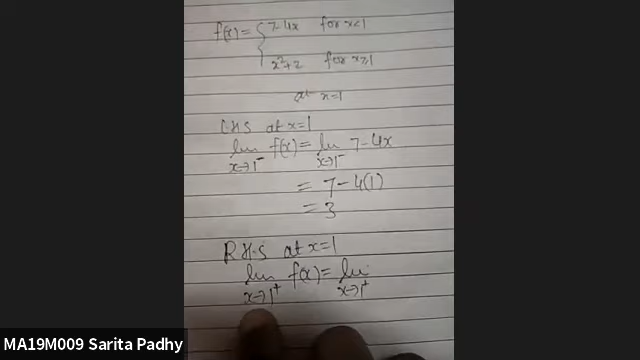 f(x) = { 7-4x for x<1
x²+2 for x≥1
at x=1
LHS at x=1
lim x→1⁻ f(x) = lim x→1⁻ 7-4x
= 7-4(1)
= 3
R.H.S at x=1
lim x→1⁺ f(x) = lim x→1⁺
MA19M009 Sarita Padhy